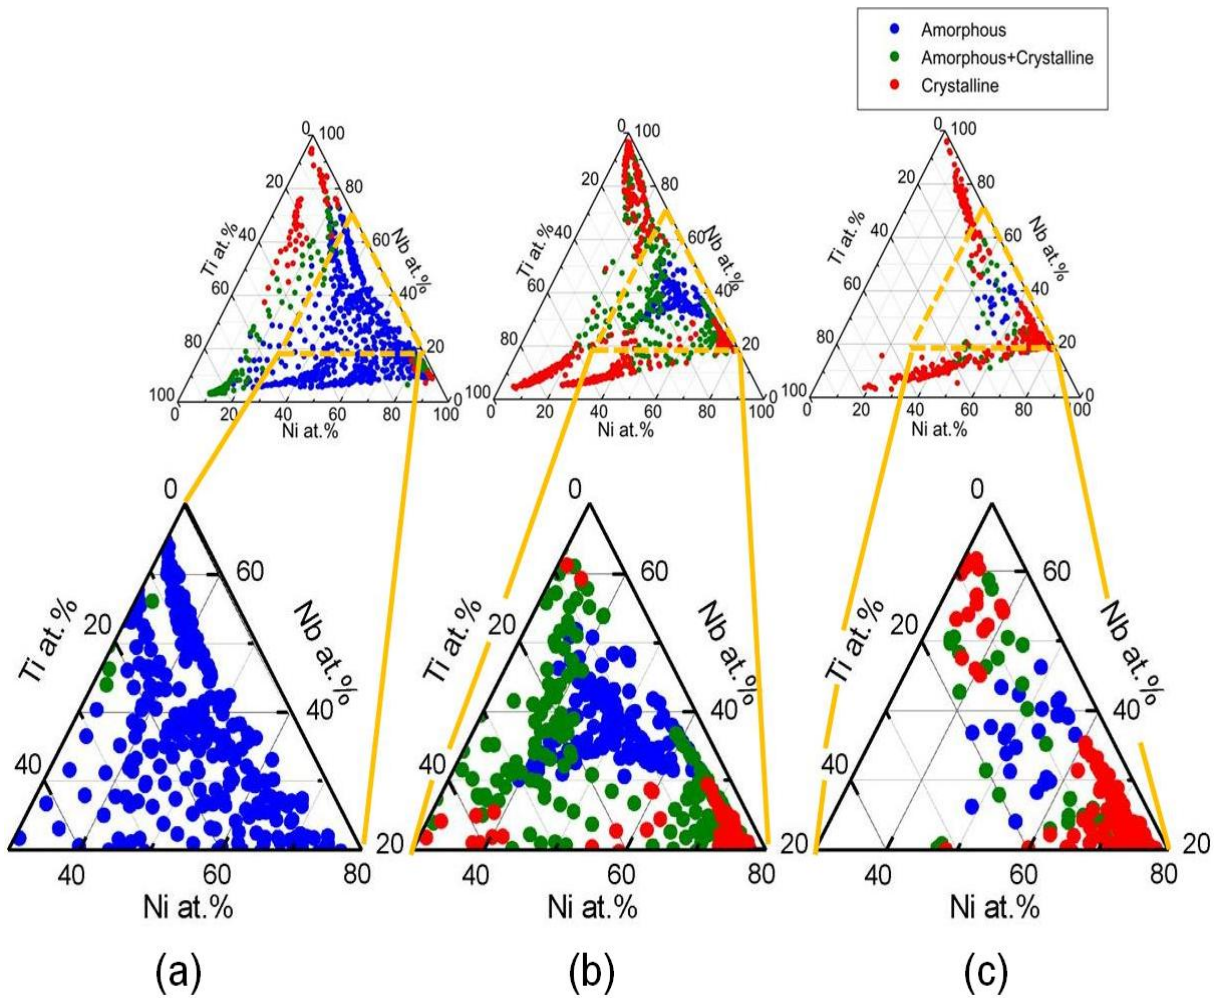 Amorphous
Amorphous+Crystalline
Crystalline
0 100
20 80
Ti at.% 40 60 Nb at.%
60 40
80 20
100 0
0 20 40 60 80 100
Ni at.%
0 100
20 80
Ti at.% 40 60 Nb at.%
60 40
80 20
100 0
0 20 40 60 80 100
Ni at.%
0 100
20 80
Ti at.% 40 60 Nb at.%
60 40
80 20
100 0
0 20 40 60 80 100
Ni at.%
0
60
Ti at.% 20 Nb at.%
40
40
20
40 60 80
Ni at.%
0
60
Ti at.% 20 Nb at.%
40
40
20
40 60 80
Ni at.%
0
60
Ti at.% 20 Nb at.%
40
40
20
40 60 80
Ni at.%
(a)
(b)
(c)